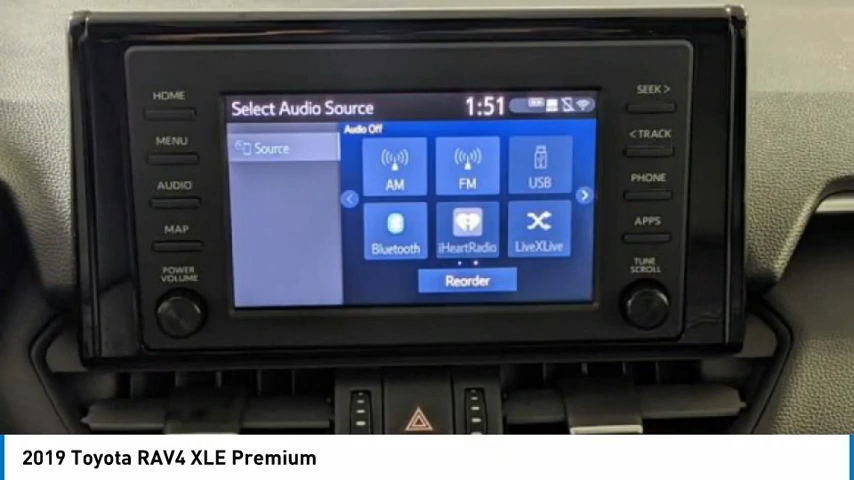 HOME
MENU
AUDIO
MAP
POWER
VOLUME
Select Audio Source
1:51
Audio Off
Source
AM
FM
USB
Bluetooth
iHeartRadio
LiveXLive
Reorder
SEEK >
< TRACK
PHONE
APPS
TUNE
SCROLL
2019 Toyota RAV4 XLE Premium